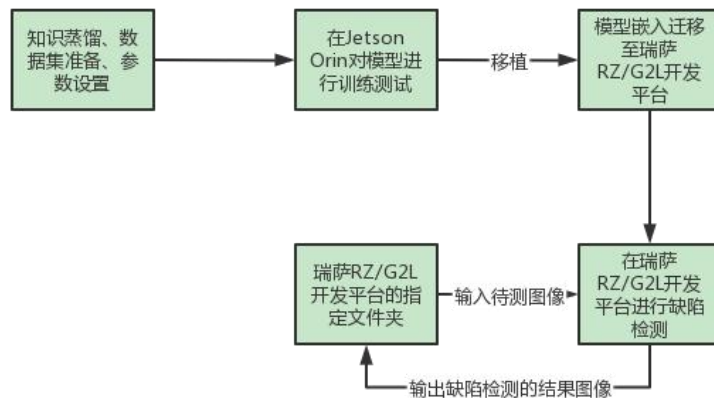 知识蒸馏、数
据集准备、参
数设置
在Jetson
Orin对模型进
行训练测试
移植
模型嵌入迁移
至瑞萨
RZ/G2L开发
平台
瑞萨RZ/G2L
开发平台的指
定文件夹
输入待测图像
在瑞萨
RZ/G2L开发
平台进行缺陷
检测
输出缺陷检测的结果图像